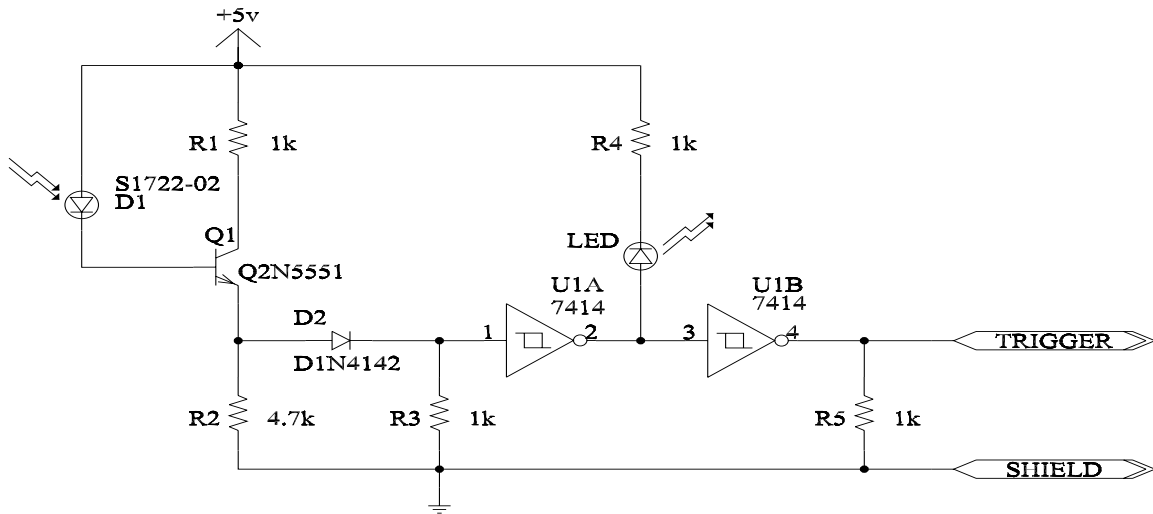 +5v
R1 1k
R4 1k
S1722-02
D1
Q1
Q2N5551
LED
U1A
7414
U1B
7414
D2
1 2 3 4
TRIGGER
D1N4142
R2 4.7k
R3 1k
R5 1k
SHIELD